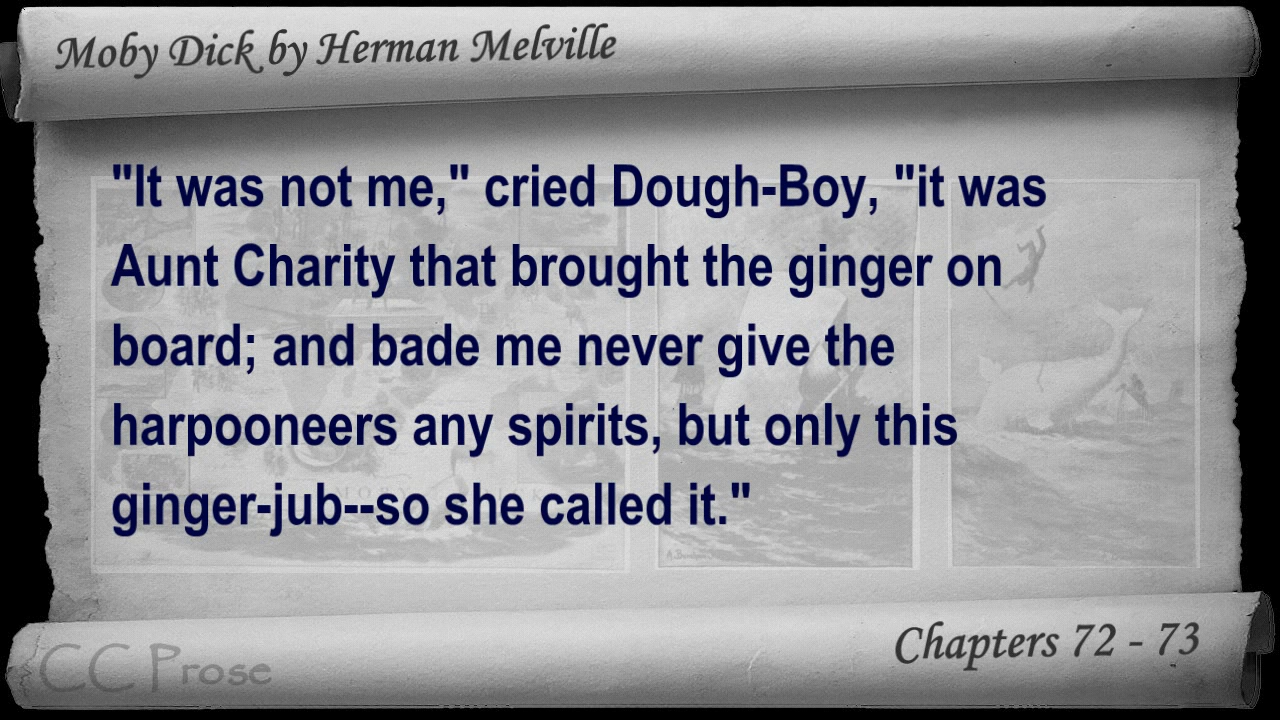 Moby Dick by Herman Melville
"It was not me," cried Dough-Boy, "it was
Aunt Charity that brought the ginger on
board; and bade me never give the
harpooneers any spirits, but only this
ginger-jub--so she called it."
Chapters 72 - 73
CC Prose